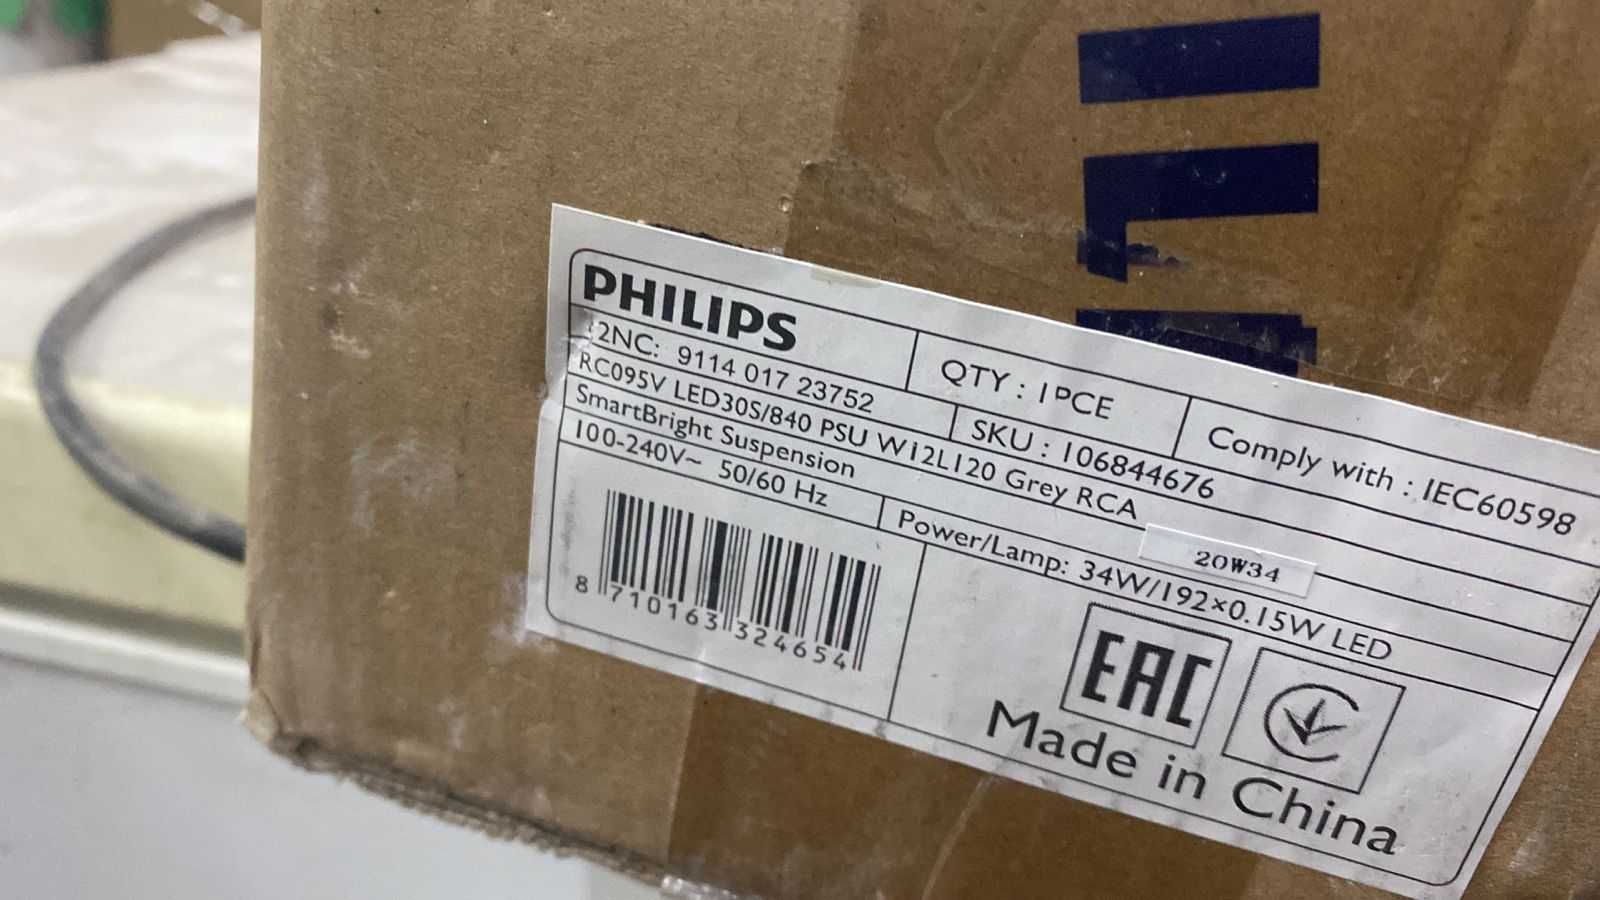 PHILIPS
QTY : 1PCE
Comply with : IEC60598
12NC: 9114 017 23752
SKU : 106844676
RC095V LED30S/840 PSU W12L120 Grey RCA
SmartBright Suspension
20W34
100-240V~ 50/60 Hz
Power/Lamp: 34W/192×0.15W LED
8 710163 324654
EAC
Made in China